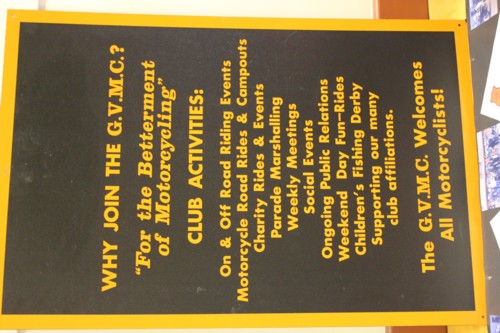 WHY JOIN THE G.V.M.C.?
"For the Betterment
of Motorcycling"
CLUB ACTIVITIES:
On & Off Road Riding Events
Motorcycle Road Rides & Campouts
Charity Rides & Events
Parade Marshalling
Weekly Meetings
Social Events
Ongoing Public Relations
Weekend Day Fun-Rides
Children's Fishing Derby
Supporting our many
club affiliations.
The G.V.M.C. Welcomes
All Motorcyclists!